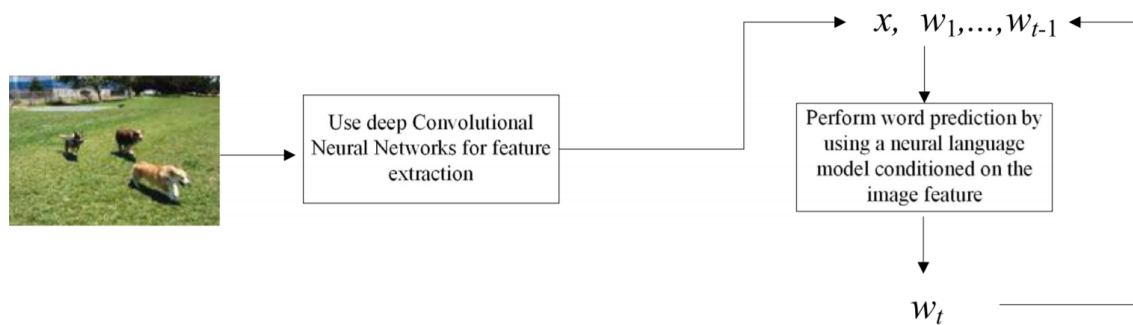 x, w1,...,wt-1
Use deep Convolutional
Neural Networks for feature
extraction
Perform word prediction by
using a neural language
model conditioned on the
image feature
wt